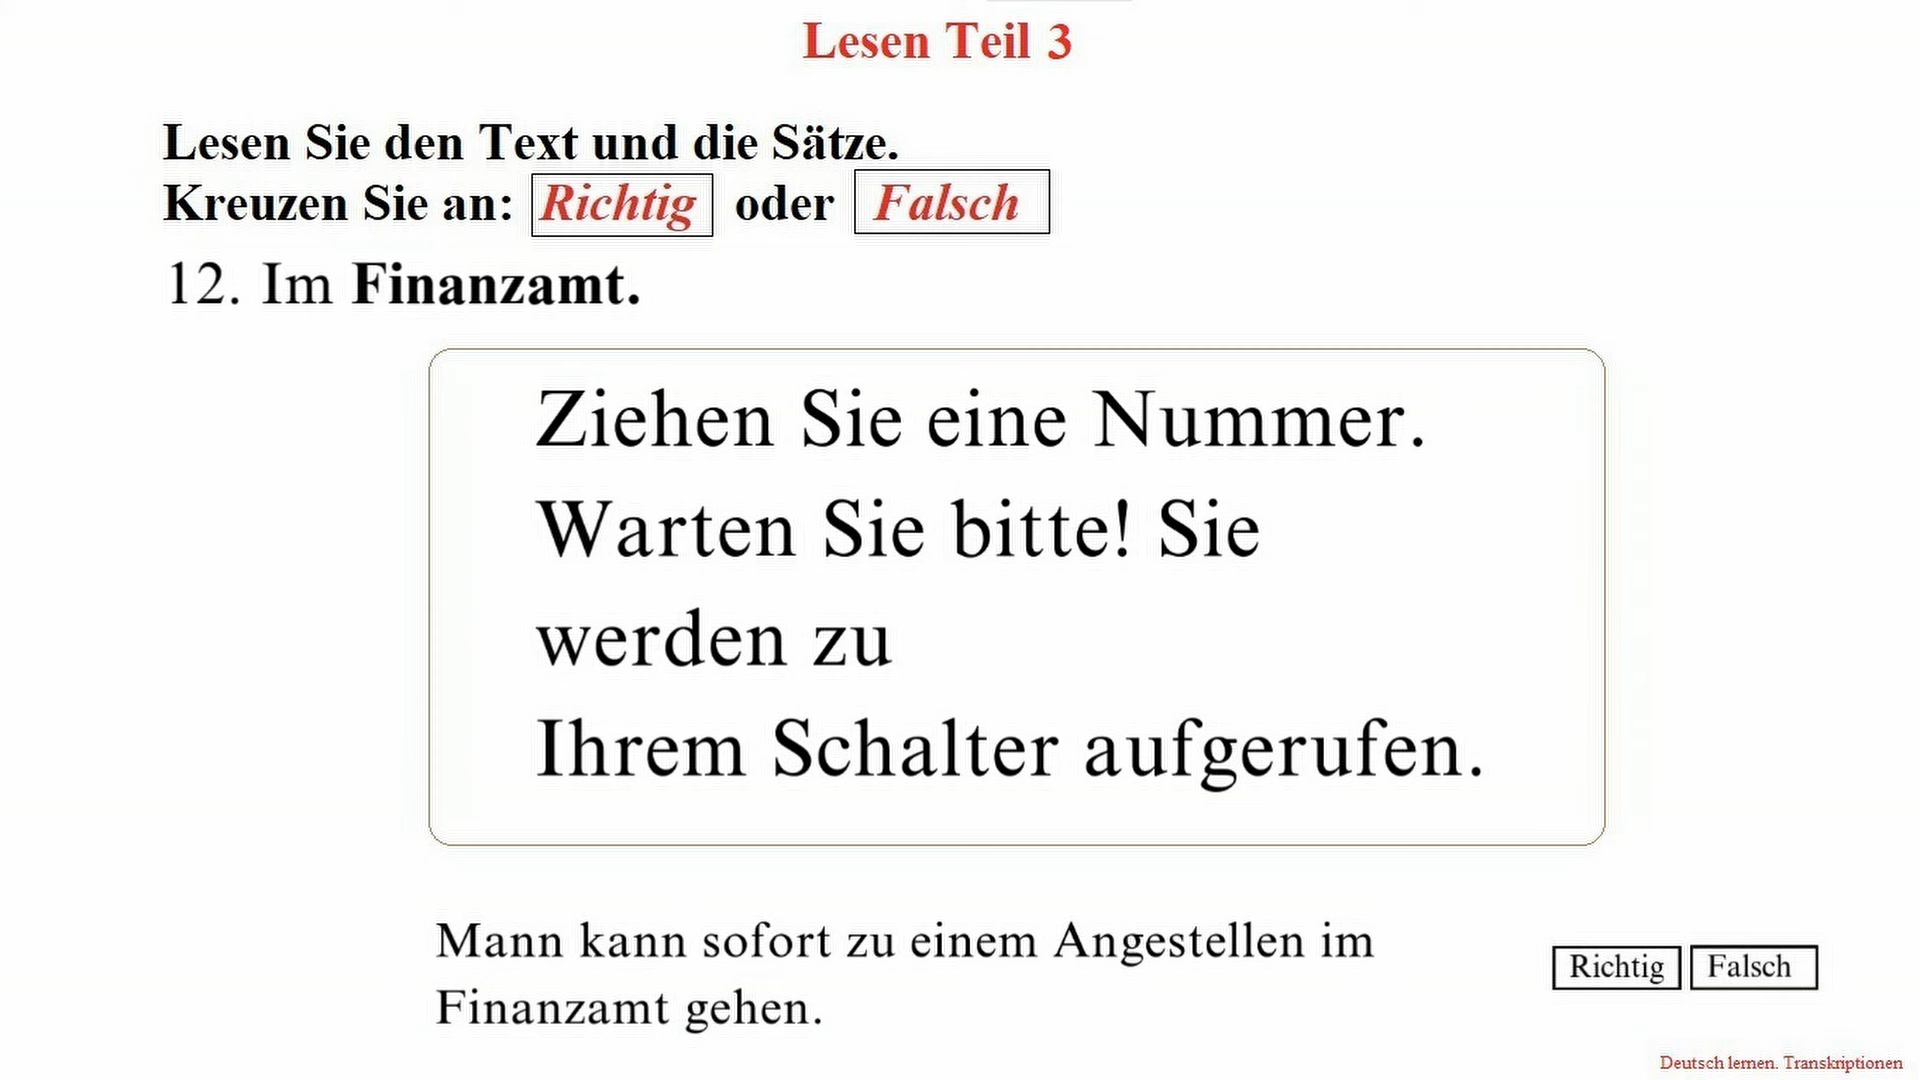 Lesen Teil 3
Lesen Sie den Text und die Sätze.
Kreuzen Sie an: Richtig oder Falsch
12. Im Finanzamt.
Ziehen Sie eine Nummer.
Warten Sie bitte! Sie
werden zu
Ihrem Schalter aufgerufen.
Mann kann sofort zu einem Angestellen im
Finanzamt gehen.
Richtig Falsch
Deutsch lernen. Transkriptionen